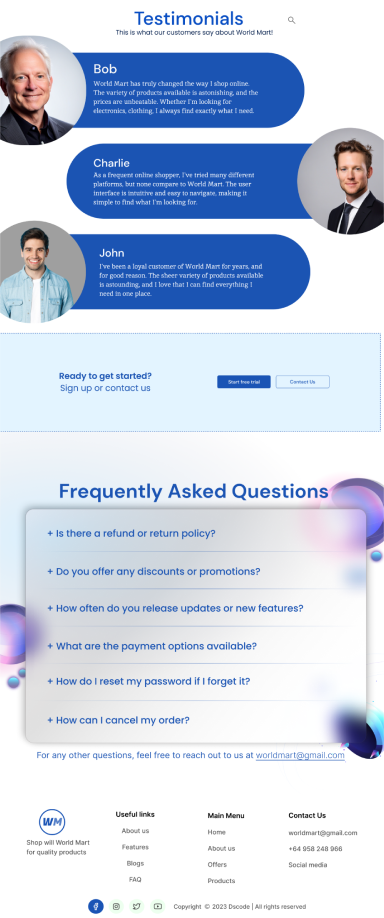 Testimonials
This is what our customers say about World Mart!
Bob
World Mart has truly changed the way I shop online.
The variety of products available is astonishing, and the
prices are unbeatable. Whether I'm looking for
electronics, clothing, I always find exactly what I need.
Charlie
As a frequent online shopper, I've tried many different
platforms, but none compare to World Mart. The user
interface is intuitive and easy to navigate, making it
simple to find what I'm looking for.
John
I've been a loyal customer of World Mart for years, and
for good reason. The sheer variety of products available
is astounding, and I love that I can find everything I
need in one place.
Ready to get started?
Sign up or contact us
Start free trial
Contact Us
Frequently Asked Questions
+ Is there a refund or return policy?
+ Do you offer any discounts or promotions?
+ How often do you release updates or new features?
+ What are the payment options available?
+ How do I reset my password if I forget it?
+ How can I cancel my order?
For any other questions, feel free to reach out to us at worldmart@gmail.com
WM
Shop will World Mart
for quality products
Useful links
About us
Features
Blogs
FAQ
Main Menu
Home
About us
Offers
Products
Contact Us
worldmart@gmail.com
+64 958 248 966
Social media
Copyright © 2023 Dscode | All rights reserved